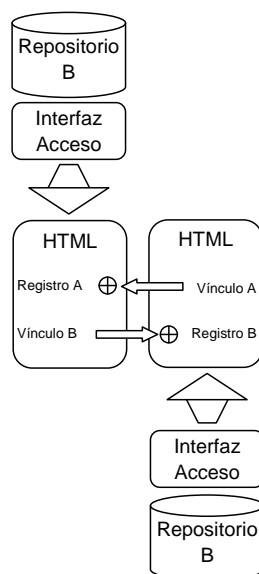 Repositorio
B
Interfaz
Acceso
HTML
Registro A
Vínculo B
HTML
Vínculo A
Registro B
Interfaz
Acceso
Repositorio
B